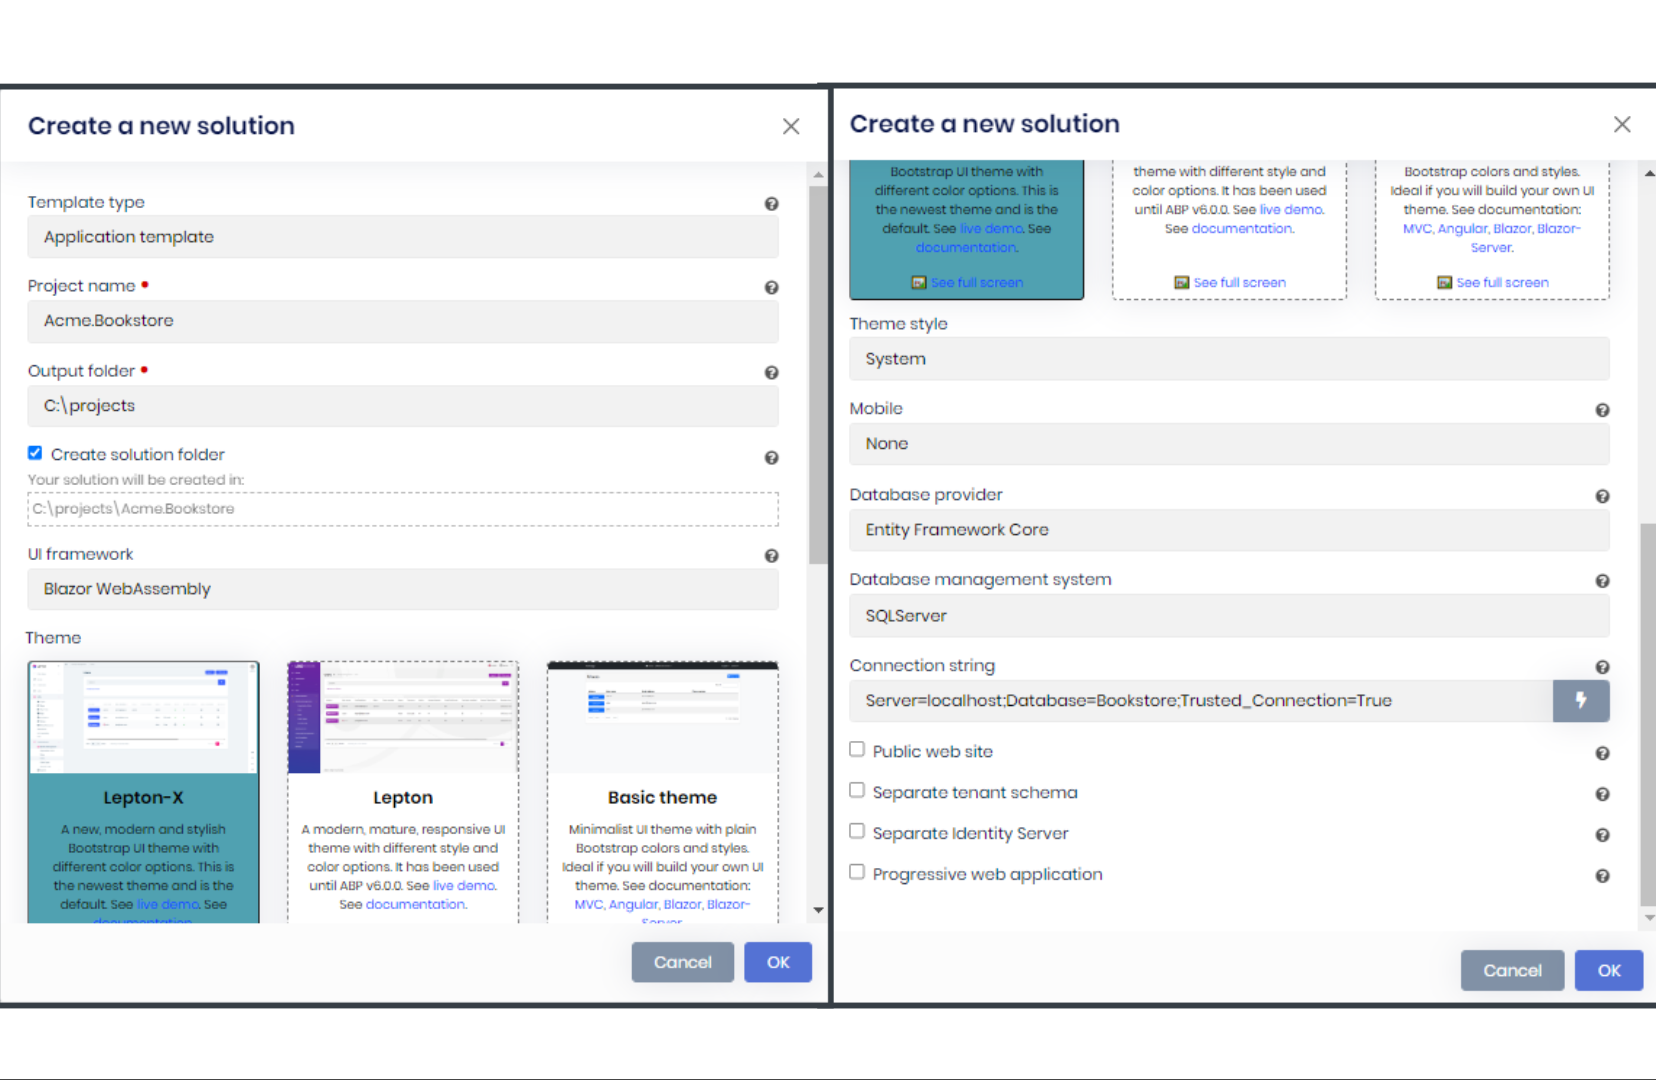 Create a new solution
Template type
Application template
Project name
Acme.Bookstore
Output folder
C:\projects
Create solution folder
Your solution will be created in:
C:\projects\Acme.Bookstore
UI framework
Blazor WebAssembly
Theme
Lepton-X
A new, modern and stylish
Bootstrap UI theme with
different color options. This is
the newest theme and is the
default. See live demo. See
documentation
Lepton
A modern, mature, responsive UI
theme with different style and
color options. It has been used
until ABP v6.0.0. See live demo.
See documentation.
Basic theme
Minimalist UI theme with plain
Bootstrap colors and styles.
Ideal if you will build your own UI
theme. See documentation:
MVC, Angular, Blazor, Blazor-
Server
Cancel
OK
Create a new solution
Bootstrap UI theme with
different color options. This is
the newest theme and is the
default. See live demo. See
documentation.
See full screen
theme with different style and
color options. It has been used
until ABP v6.0.0. See live demo.
See documentation.
See full screen
Bootstrap colors and styles.
Ideal if you will build your own UI
theme. See documentation:
MVC, Angular, Blazor, Blazor-
Server.
See full screen
Theme style
System
Mobile
None
Database provider
Entity Framework Core
Database management system
SQLServer
Connection string
Server=localhost;Database=Bookstore;Trusted_Connection=True
Public web site
Separate tenant schema
Separate Identity Server
Progressive web application
Cancel
OK